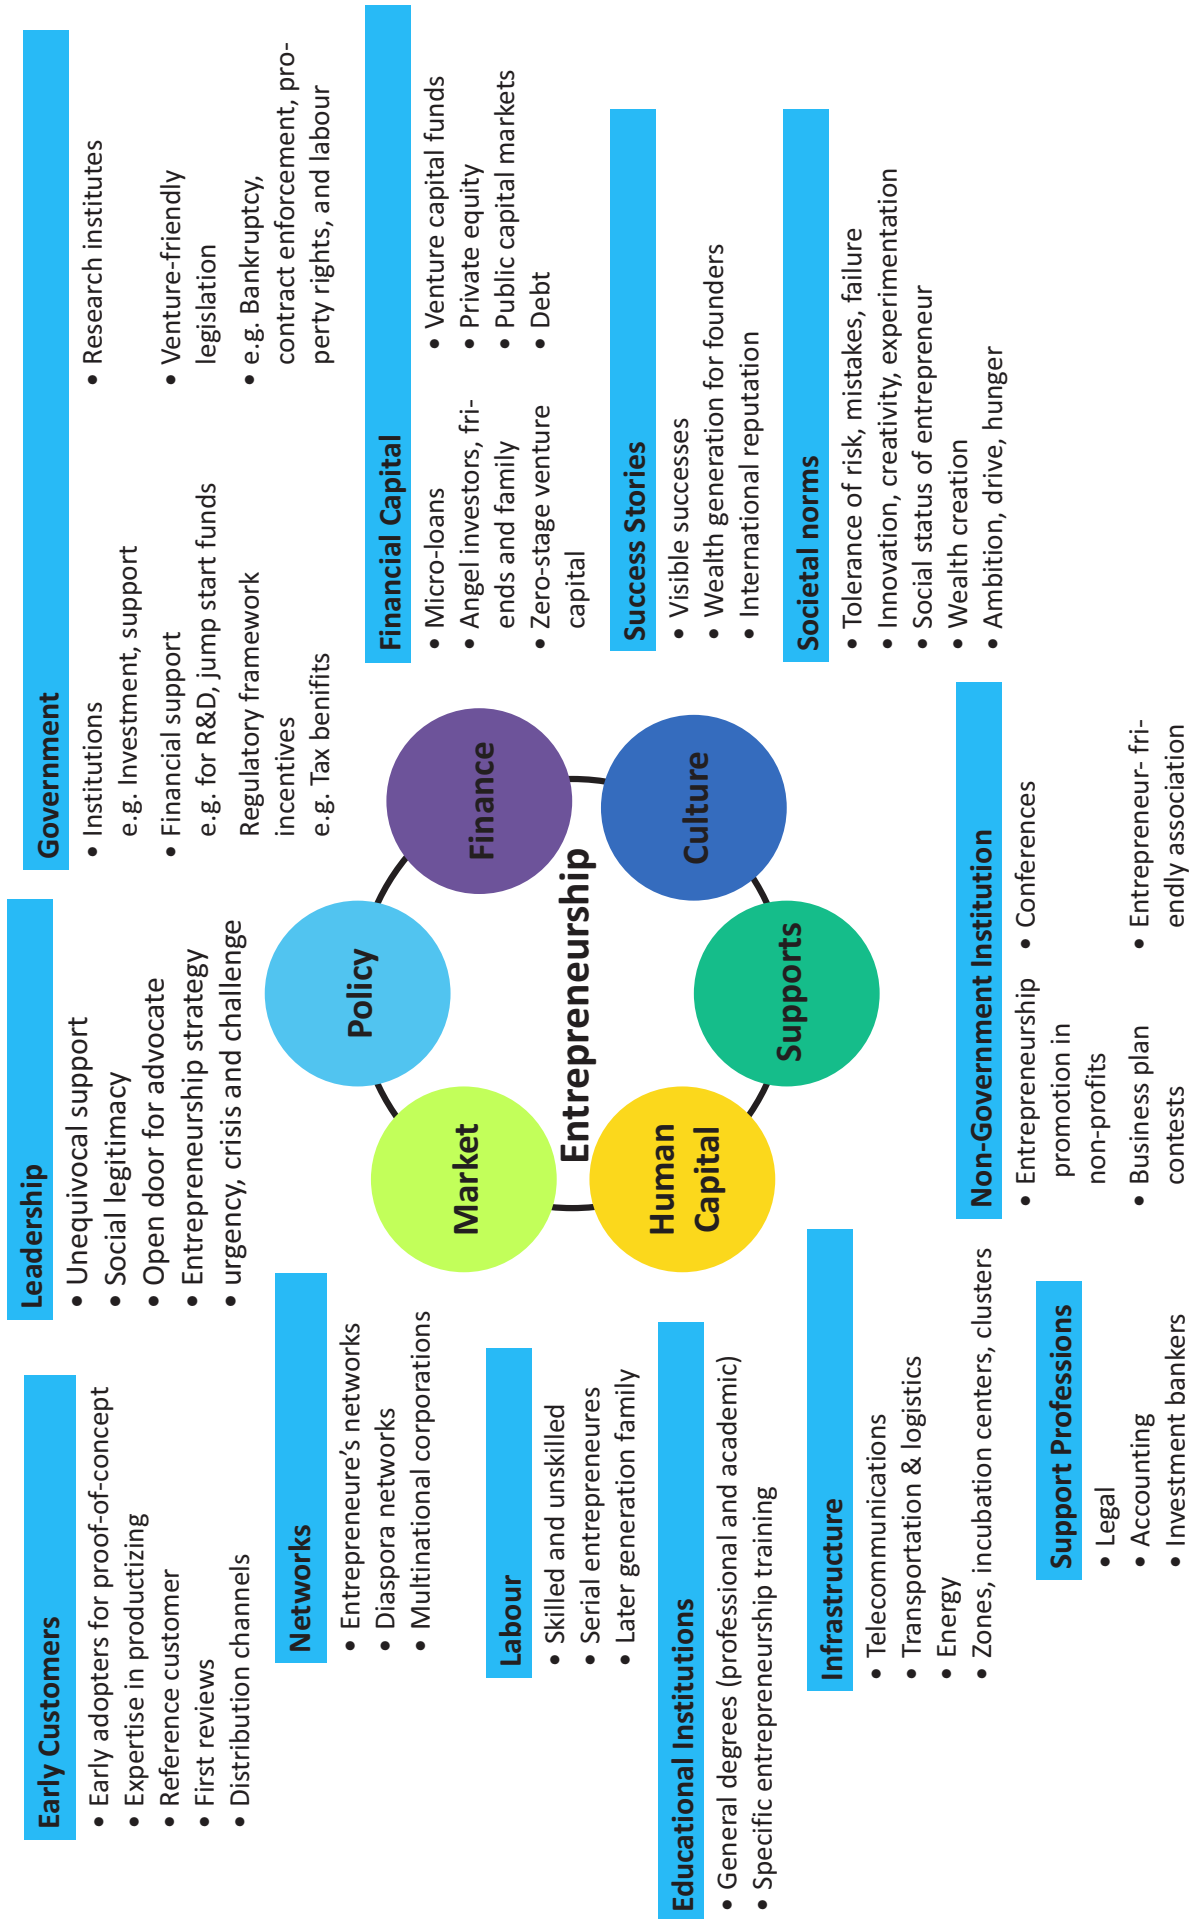 Early Customers
• Early adopters for proof-of-concept
• Expertise in productizing
• Reference customer
• First reviews
• Distribution channels
Networks
• Entrepreneure’s networks
• Diaspora networks
• Multinational corporations
Labour
• Skilled and unskilled
• Serial entrepreneures
• Later generation family
Educational Institutions
• General degrees (professional and academic)
• Specific entrepreneurship training
Infrastructure
• Telecommunications
• Transportation & logistics
• Energy
• Zones, incubation centers, clusters
Support Professions
• Legal
• Accounting
• Investment bankers
Leadership
• Unequivocal support
• Social legitimacy
• Open door for advocate
• Entrepreneurship strategy
• urgency, crisis and challenge
Policy
Market
Finance
Entrepreneurship
Human
Capital
Culture
Supports
Non-Government Institution
• Entrepreneurship
promotion in
non-profits
• Business plan
contests
• Conferences
• Entrepreneur- fri-
endly association
Government
• Institutions
e.g. Investment, support
• Financial support
e.g. for R&D, jump start funds
Regulatory framework
incentives
e.g. Tax benifits
• Research institutes
• Venture-friendly
legislation
• e.g. Bankruptcy,
contract enforcement, pro-
perty rights, and labour
Financial Capital
• Micro-loans
• Angel investors, fri-
ends and family
• Zero-stage venture
capital
• Venture capital funds
• Private equity
• Public capital markets
• Debt
Success Stories
• Visible successes
• Wealth generation for founders
• International reputation
Societal norms
• Tolerance of risk, mistakes, failure
• Innovation, creativity, experimentation
• Social status of entrepreneur
• Wealth creation
• Ambition, drive, hunger